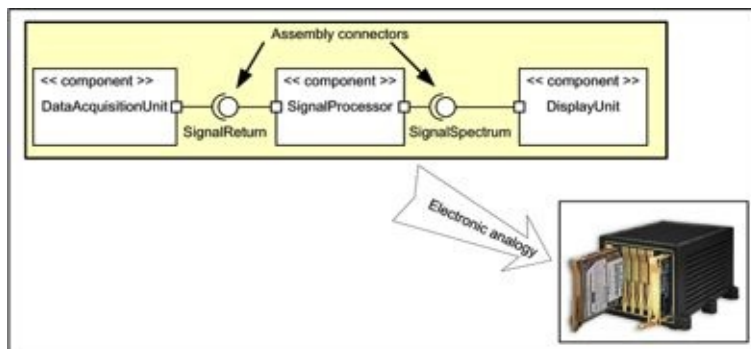 Assembly connectors
<< component >>
DataAcquisitionUnit
SignalReturn
<< component >>
SignalProcessor
SignalSpectrum
<< component >>
DisplayUnit
Electronic analogy